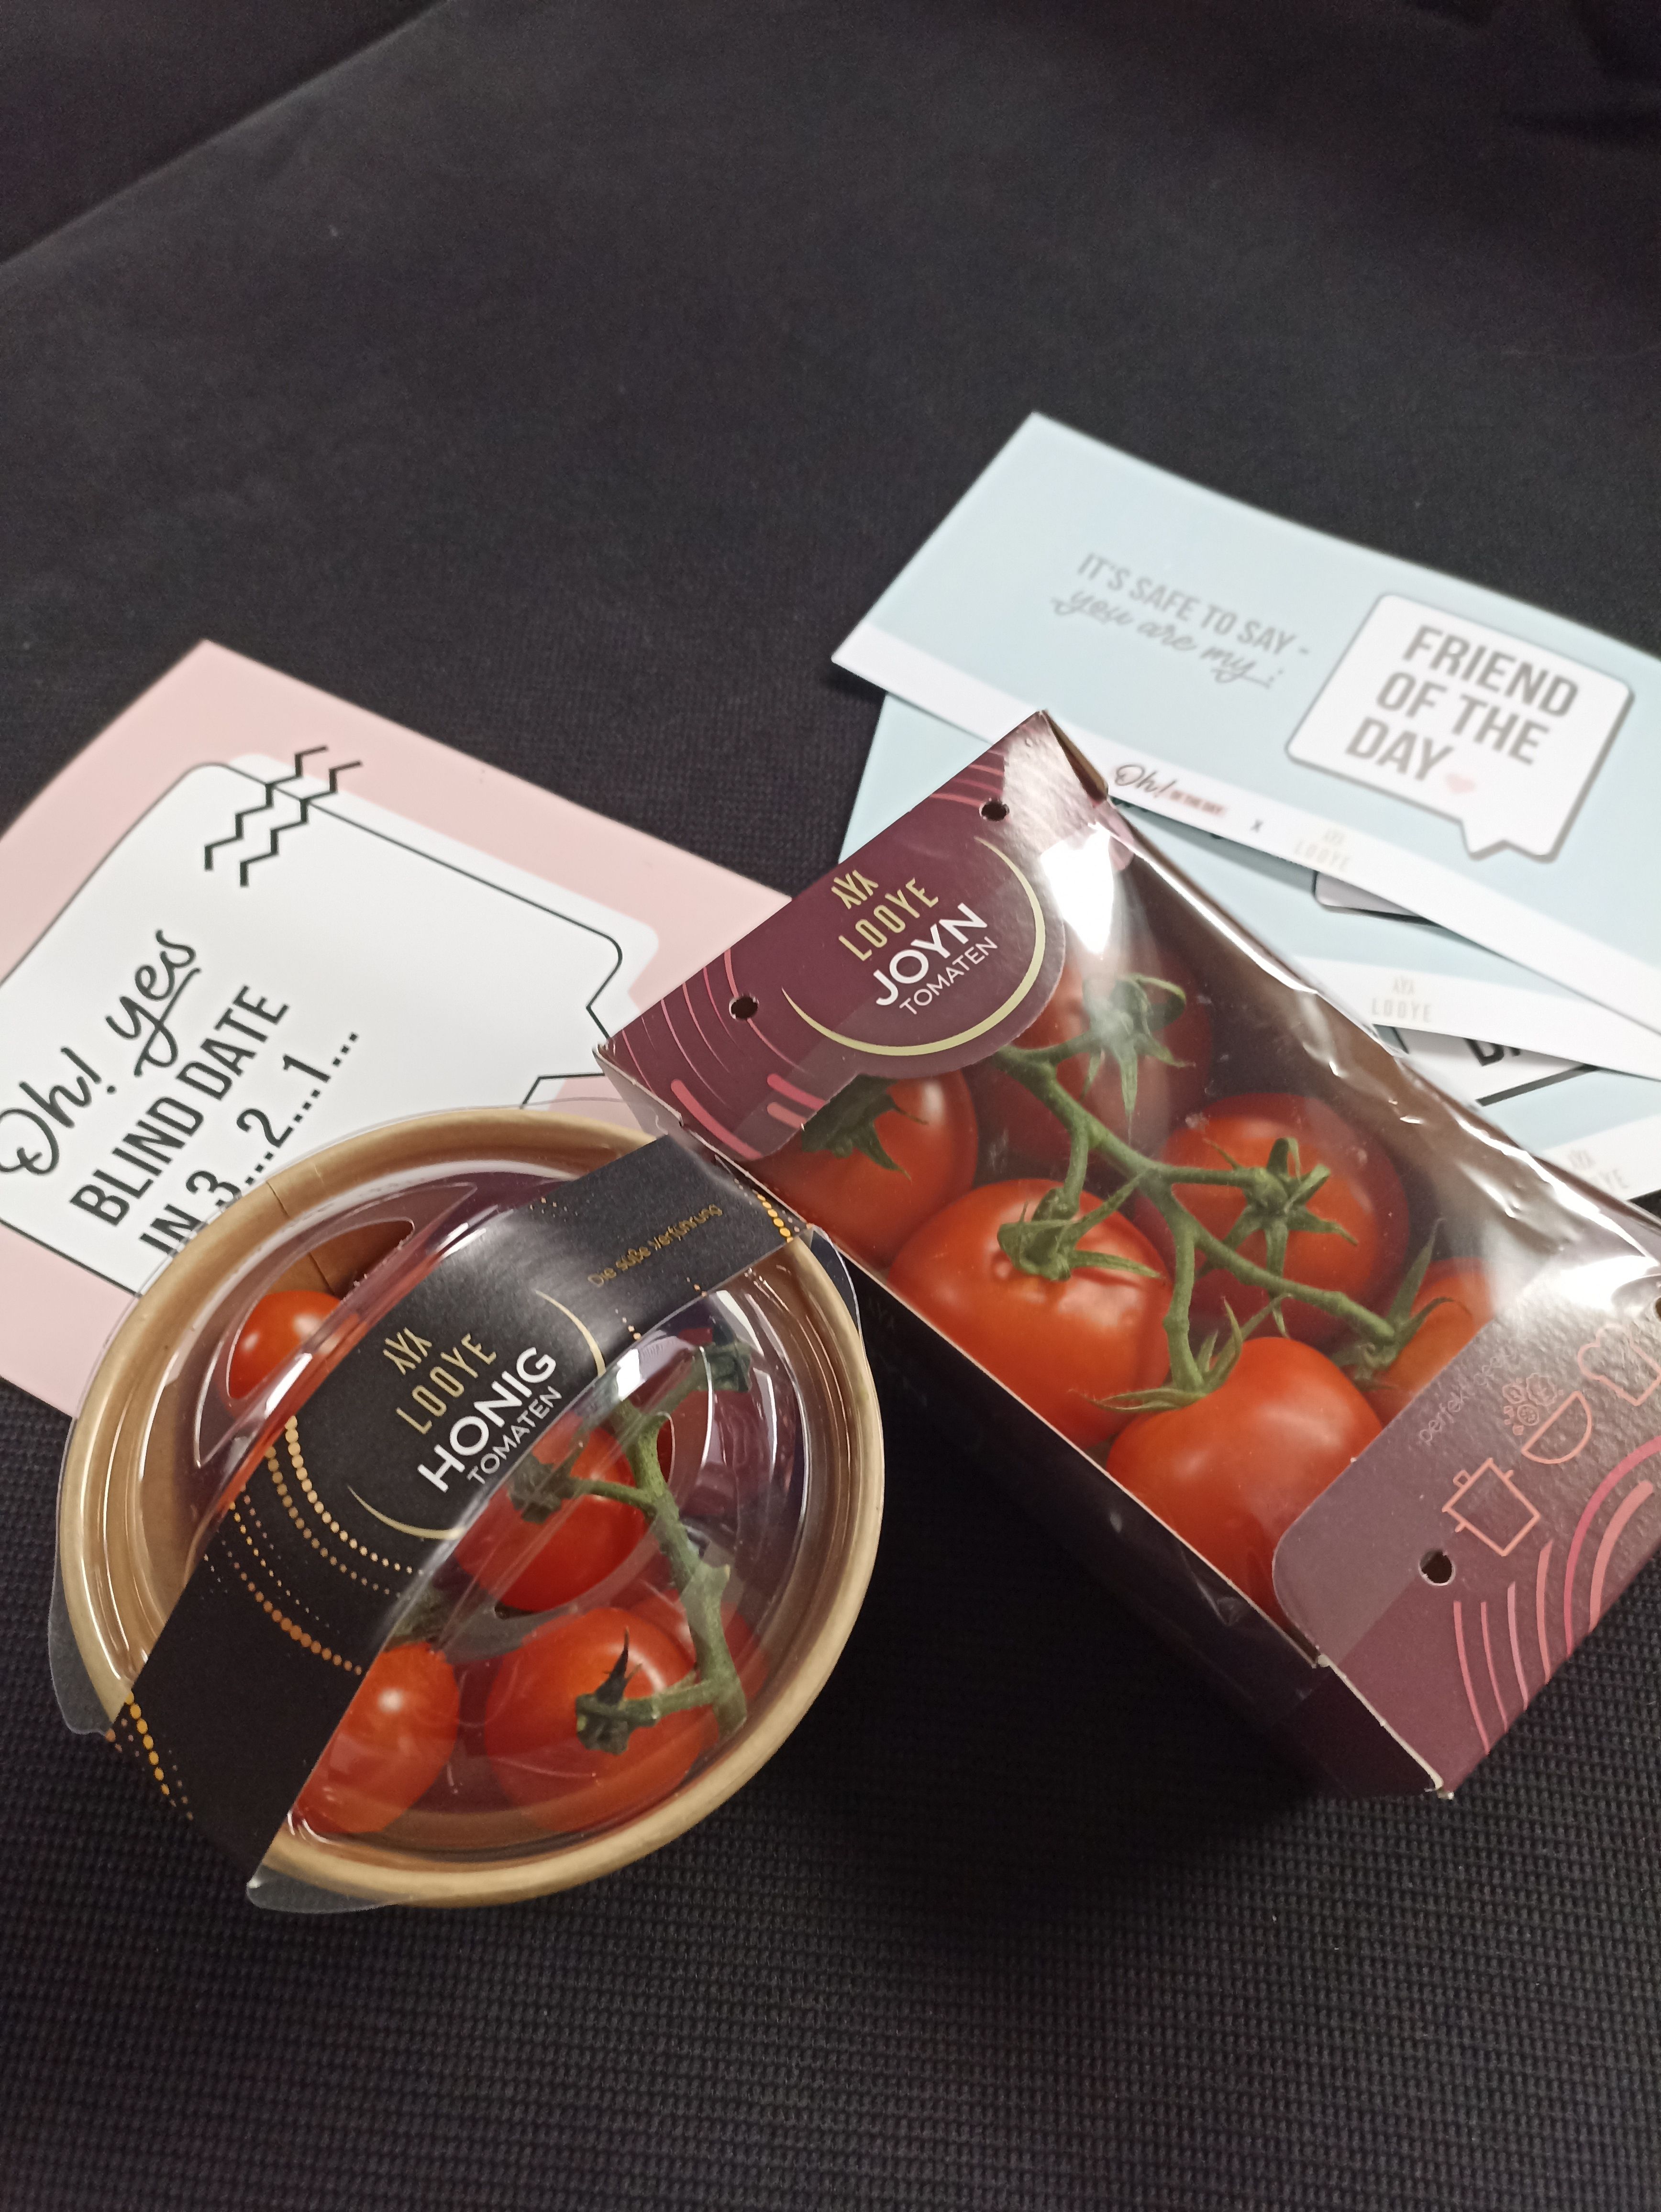 IT'S SAFE TO SAY -
you are my :
FRIEND
OF THE
DAY
Oh!
x
LOOYE
LOOYE
Oh! yes
BLIND DATE
IN 3...2...1...
LOOYE
JOYN
TOMATEN
perfekt
Die süße Verführung
LOOYE
HONIG
TOMATEN